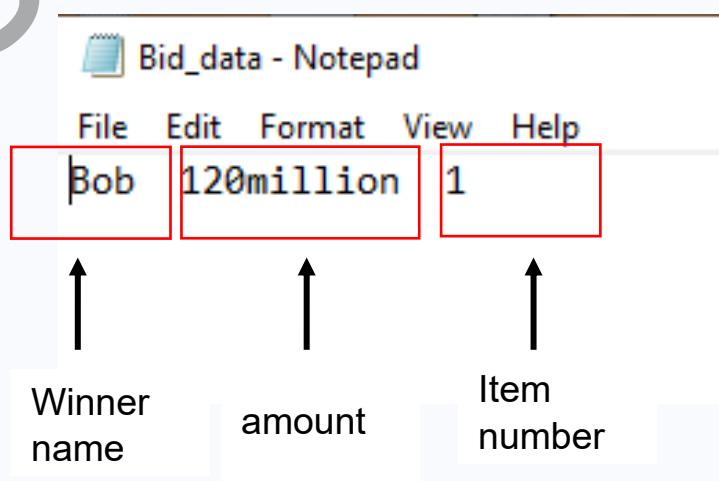 Bid_data - Notepad
File Edit Format View Help
Bob 120million 1
Winner
name
amount
Item
number